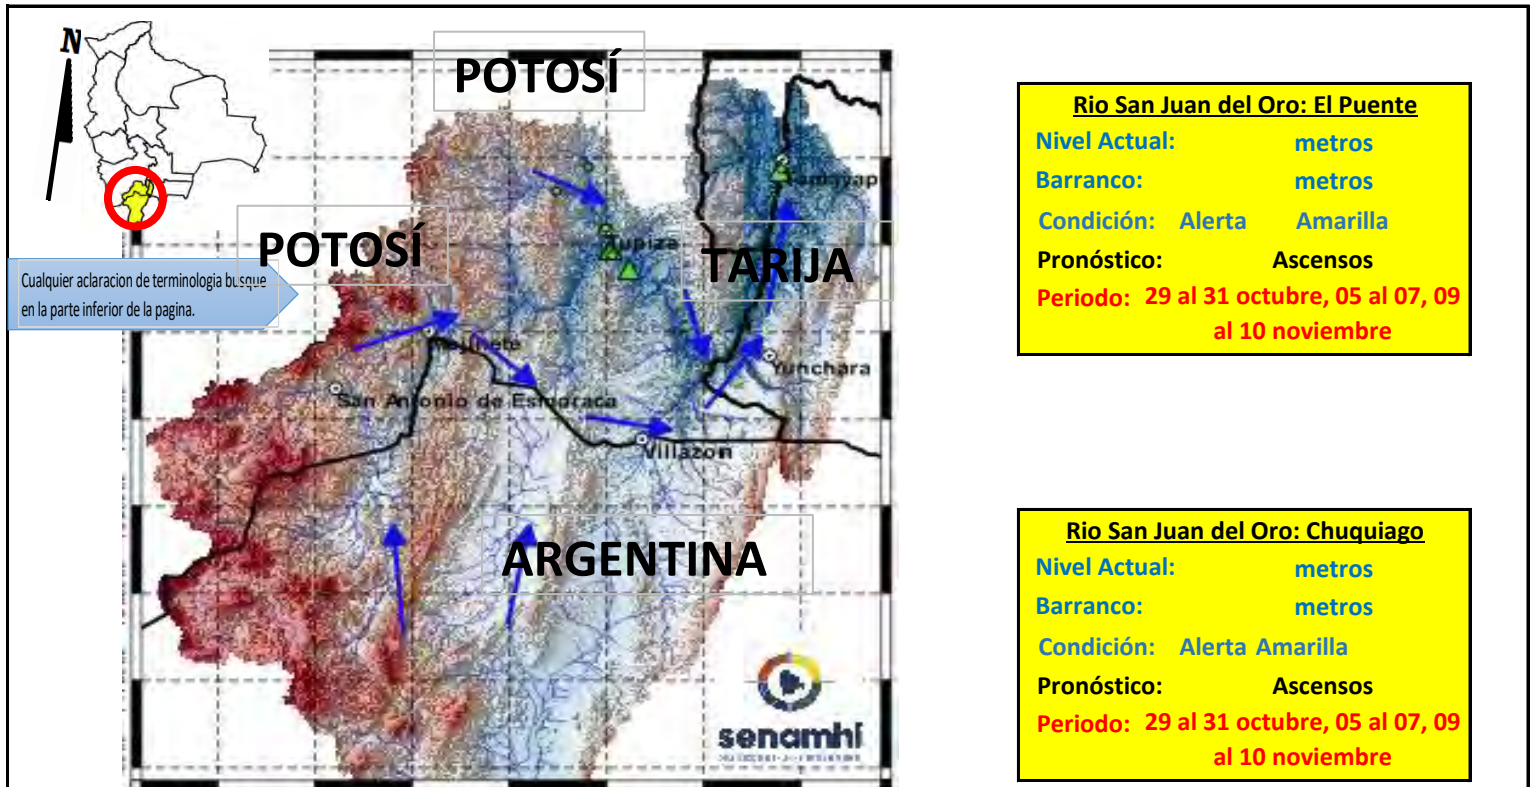 N
POTOSÍ
POTOSÍ
TARIJA
ARGENTINA
Cualquier aclaracion de terminologia busque
en la parte inferior de la pagina.
Tupiza
Yunchara
San Antonio de Esmoraca
Villazon
senamhi
Rio San Juan del Oro: El Puente
Nivel Actual: metros
Barranco: metros
Condición: Alerta Amarilla
Pronóstico: Ascensos
Periodo: 29 al 31 octubre, 05 al 07, 09
al 10 noviembre
Rio San Juan del Oro: Chuquiago
Nivel Actual: metros
Barranco: metros
Condición: Alerta Amarilla
Pronóstico: Ascensos
Periodo: 29 al 31 octubre, 05 al 07, 09
al 10 noviembre